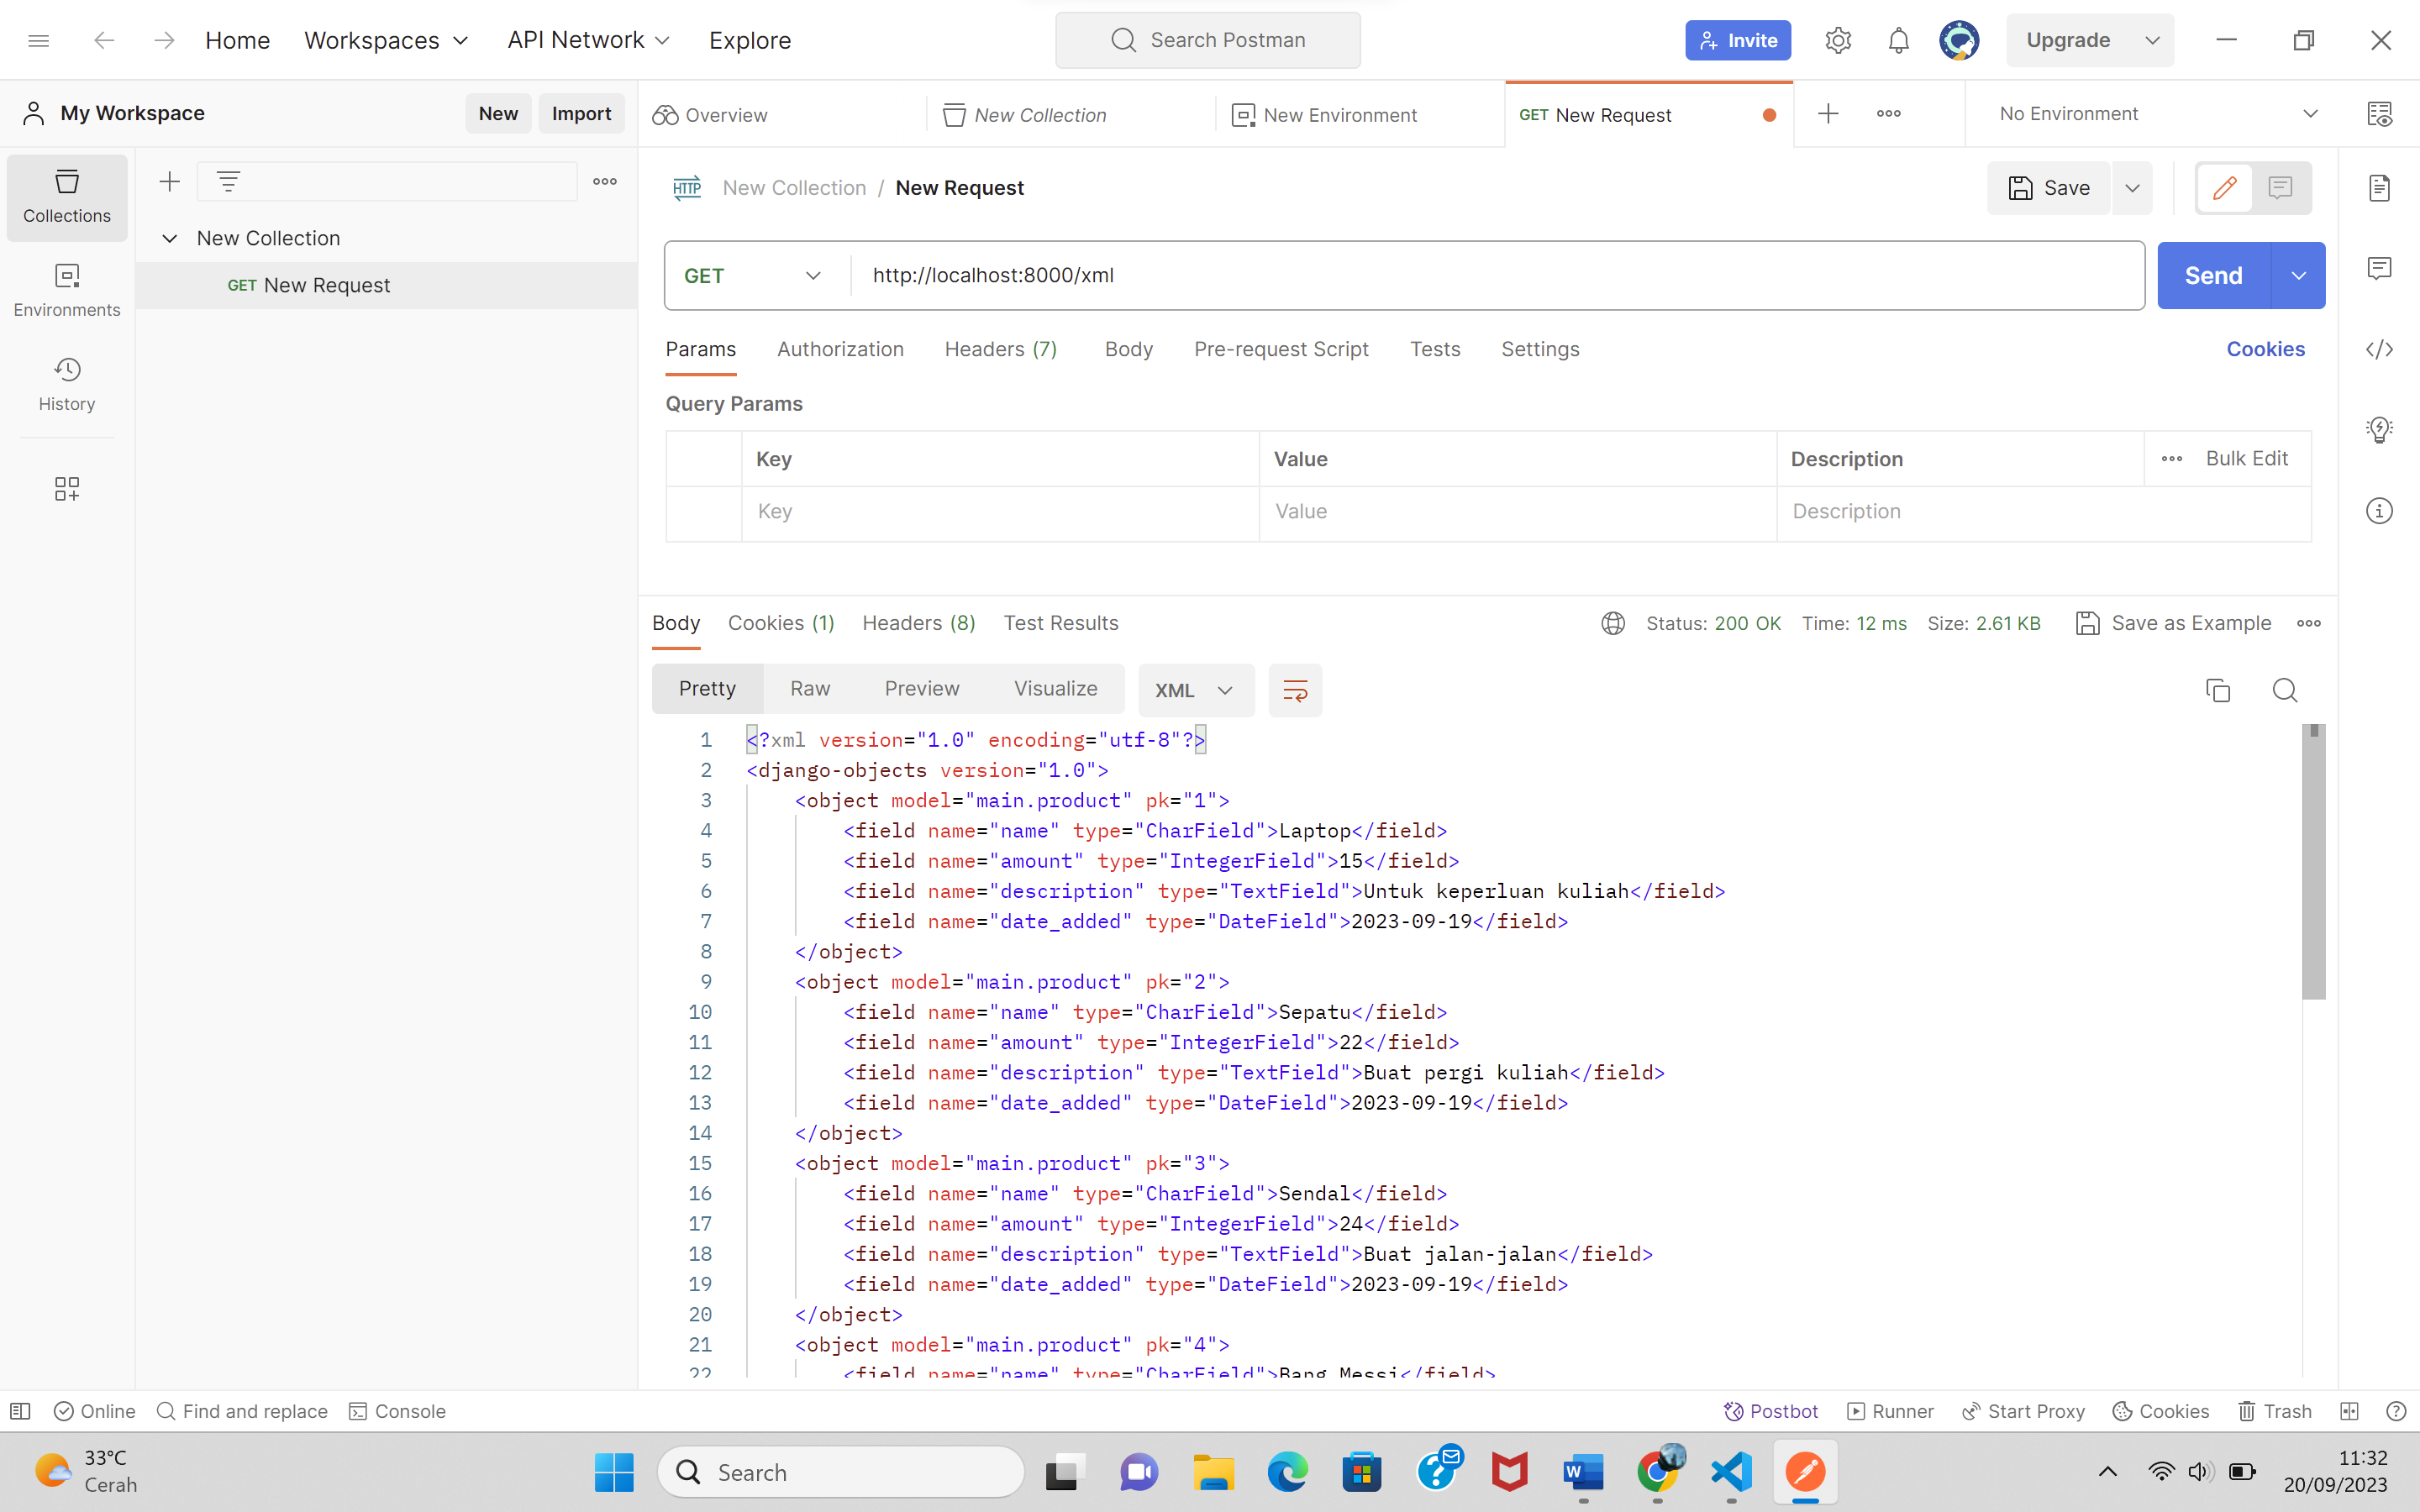 Home Workspaces API Network Explore Search Postman Invite Upgrade
My Workspace New Import Overview New Collection New Environment GET New Request No Environment
Collections
Environments
History
New Collection
GET New Request
HTTP New Collection / New Request Save
GET http://localhost:8000/xml Send
Params Authorization Headers (7) Body Pre-request Script Tests Settings Cookies
Query Params
Key Value Description Bulk Edit
Key Value Description
Body Cookies (1) Headers (8) Test Results Status: 200 OK Time: 12 ms Size: 2.61 KB Save as Example
Pretty Raw Preview Visualize XML
1 <?xml version="1.0" encoding="utf-8"?>
2 <django-objects version="1.0">
3 <object model="main.product" pk="1">
4 <field name="name" type="CharField">Laptop</field>
5 <field name="amount" type="IntegerField">15</field>
6 <field name="description" type="TextField">Untuk keperluan kuliah</field>
7 <field name="date_added" type="DateField">2023-09-19</field>
8 </object>
9 <object model="main.product" pk="2">
10 <field name="name" type="CharField">Sepatu</field>
11 <field name="amount" type="IntegerField">22</field>
12 <field name="description" type="TextField">Buat pergi kuliah</field>
13 <field name="date_added" type="DateField">2023-09-19</field>
14 </object>
15 <object model="main.product" pk="3">
16 <field name="name" type="CharField">Sendal</field>
17 <field name="amount" type="IntegerField">24</field>
18 <field name="description" type="TextField">Buat jalan-jalan</field>
19 <field name="date_added" type="DateField">2023-09-19</field>
20 </object>
21 <object model="main.product" pk="4">
22 <field name="name" type="CharField">Bang Messi</field>
Online Find and replace Console Postbot Runner Start Proxy Cookies Trash
33°C
Cerah
Search
11:32
20/09/2023